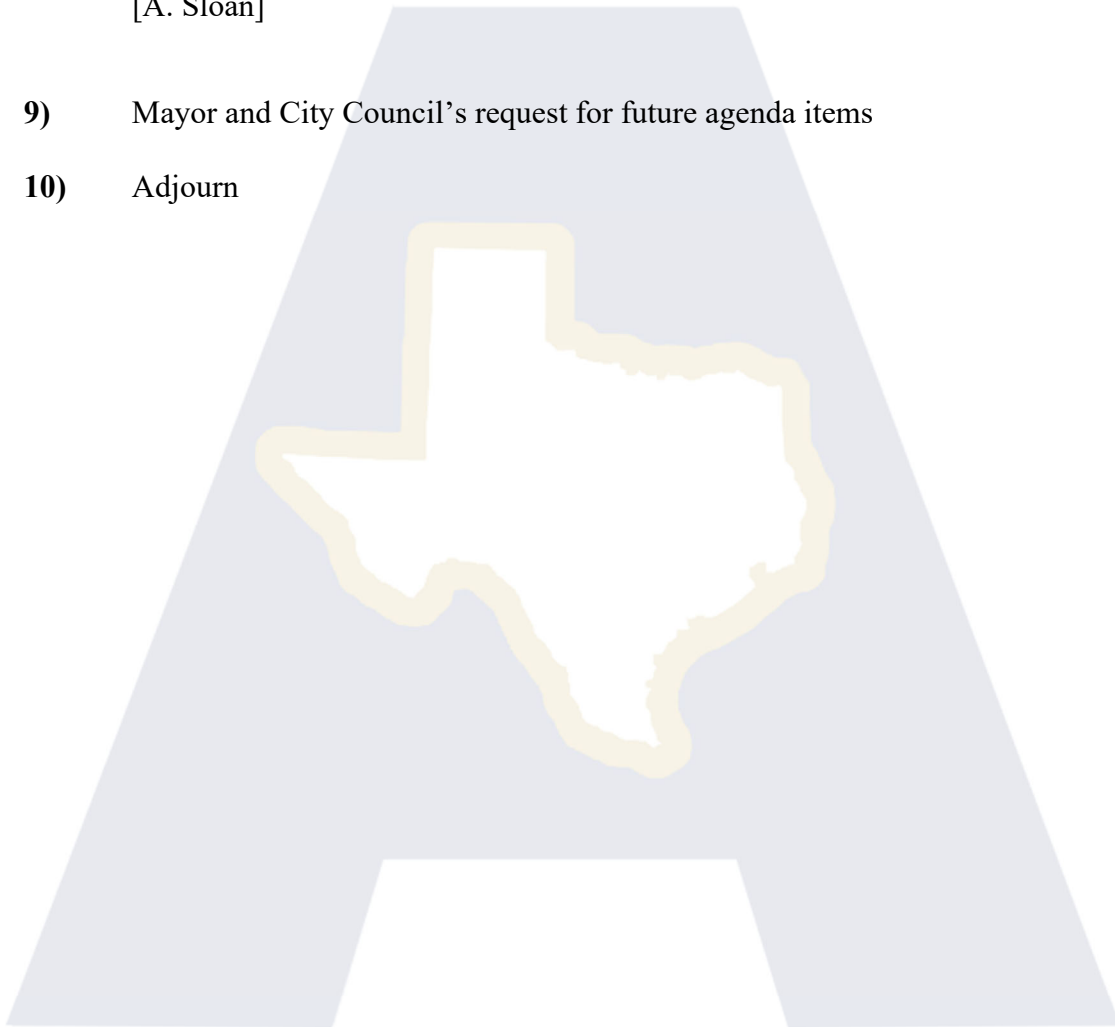 [A. Sloan]
9) Mayor and City Council’s request for future agenda items
10) Adjourn